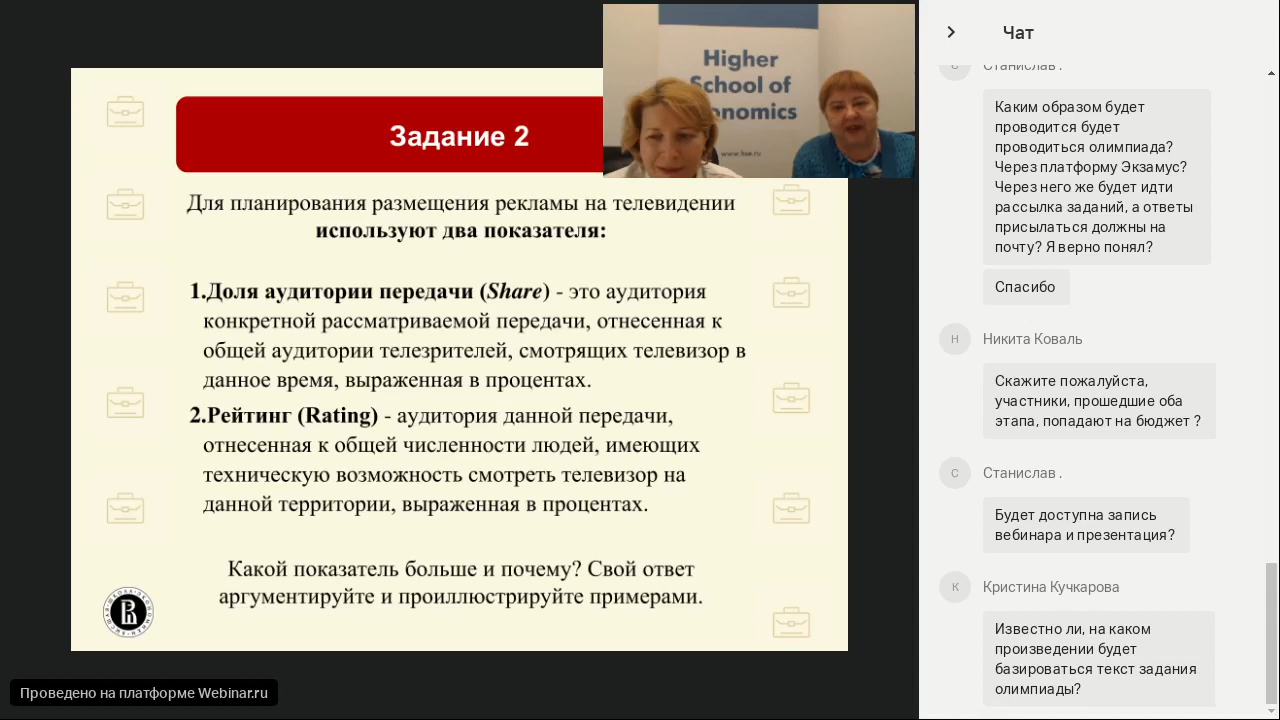 Задание 2
Для планирования размещения рекламы на телевидении
используют два показателя:
1.Доля аудитории передачи (Share) - это аудитория
конкретной рассматриваемой передачи, отнесенная к
общей аудитории телезрителей, смотрящих телевизор в
данное время, выраженная в процентах.
2.Рейтинг (Rating) - аудитория данной передачи,
отнесенная к общей численности людей, имеющих
техническую возможность смотреть телевизор на
данной территории, выраженная в процентах.
Какой показатель больше и почему? Свой ответ
аргументируйте и проиллюстрируйте примерами.
Проведено на платформе Webinar.ru
Higher
School of
onomics
www.hse.ru
Чат
С
Станислав .
Каким образом будет
проводится будет
проводиться олимпиада?
Через платформу Экзамус?
Через него же будет идти
рассылка заданий, а ответы
присылаться должны на
почту? Я верно понял?
Спасибо
Н
Никита Коваль
Скажите пожалуйста,
участники, прошедшие оба
этапа, попадают на бюджет ?
С
Станислав .
Будет доступна запись
вебинара и презентация?
К
Кристина Кучкарова
Известно ли, на каком
произведении будет
базироваться текст задания
олимпиады?